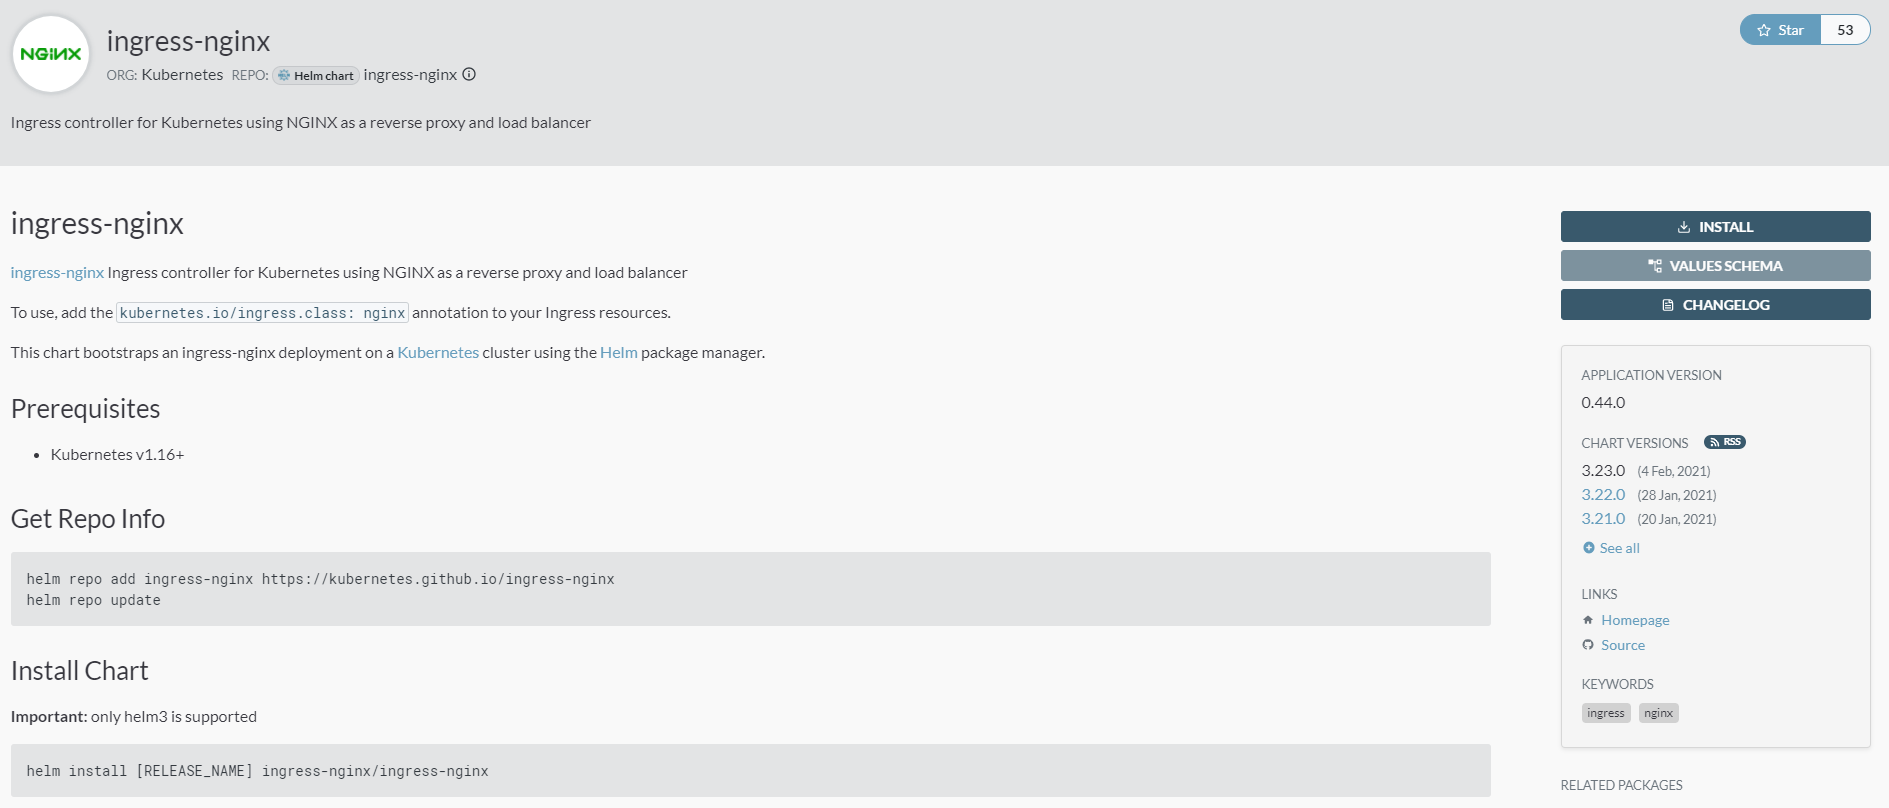 NGINX
ingress-nginx
ORG: Kubernetes REPO: Helm chart ingress-nginx
Star 53
Ingress controller for Kubernetes using NGINX as a reverse proxy and load balancer
ingress-nginx
ingress-nginx Ingress controller for Kubernetes using NGINX as a reverse proxy and load balancer
To use, add the kubernetes.io/ingress.class: nginx annotation to your Ingress resources.
This chart bootstraps an ingress-nginx deployment on a Kubernetes cluster using the Helm package manager.
Prerequisites
• Kubernetes v1.16+
Get Repo Info
helm repo add ingress-nginx https://kubernetes.github.io/ingress-nginx
helm repo update
Install Chart
Important: only helm3 is supported
helm install [RELEASE_NAME] ingress-nginx/ingress-nginx
INSTALL
VALUES SCHEMA
CHANGELOG
APPLICATION VERSION
0.44.0
CHART VERSIONS RSS
3.23.0 (4 Feb, 2021)
3.22.0 (28 Jan, 2021)
3.21.0 (20 Jan, 2021)
See all
LINKS
Homepage
Source
KEYWORDS
ingress nginx
RELATED PACKAGES